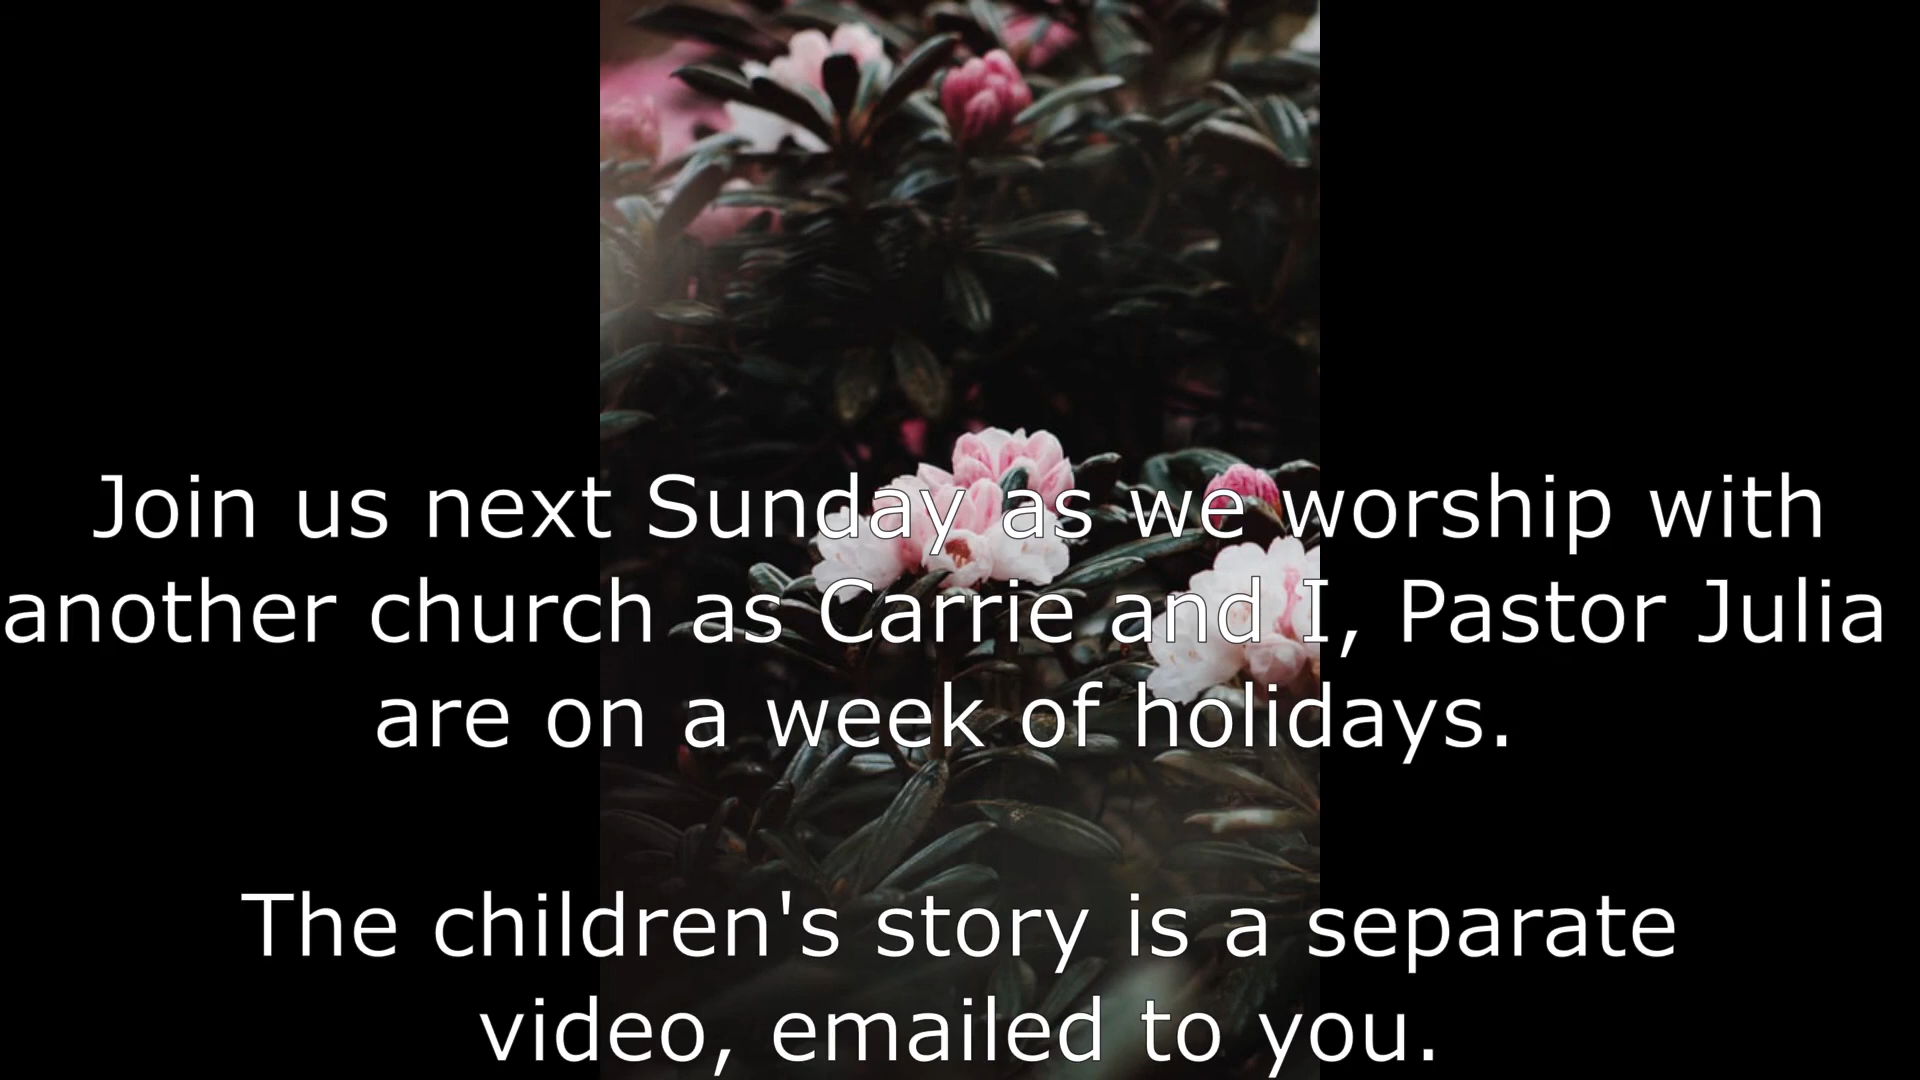 Join us next Sunday as we worship with
another church as Carrie and I, Pastor Julia
are on a week of holidays.
The children's story is a separate
video, emailed to you.